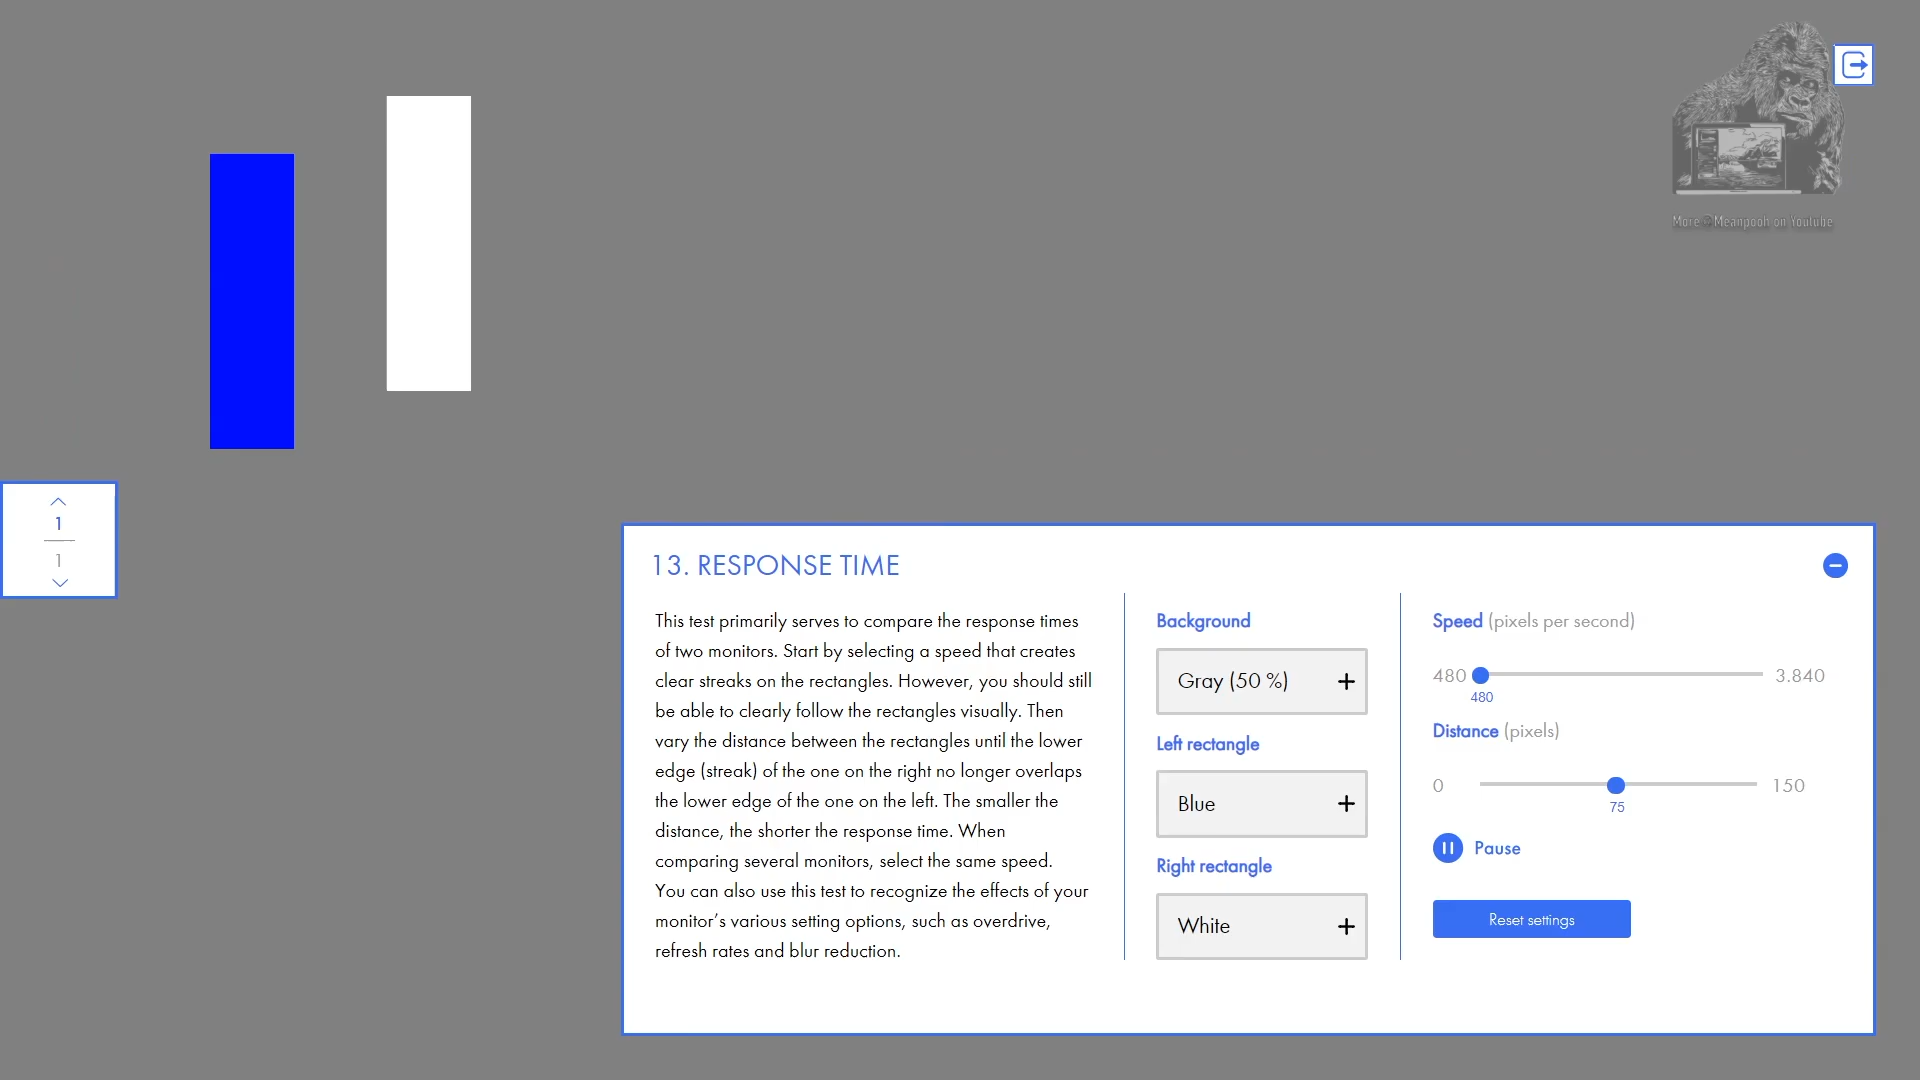 More @Meanpooh on Youtube
1
1
13. RESPONSE TIME
This test primarily serves to compare the response times
of two monitors. Start by selecting a speed that creates
clear streaks on the rectangles. However, you should still
be able to clearly follow the rectangles visually. Then
vary the distance between the rectangles until the lower
edge (streak) of the one on the right no longer overlaps
the lower edge of the one on the left. The smaller the
distance, the shorter the response time. When
comparing several monitors, select the same speed.
You can also use this test to recognize the effects of your
monitor’s various setting options, such as overdrive,
refresh rates and blur reduction.
Background
Gray (50 %)
Left rectangle
Blue
Right rectangle
White
Speed (pixels per second)
480 3.840
480
Distance (pixels)
0 150
75
Pause
Reset settings